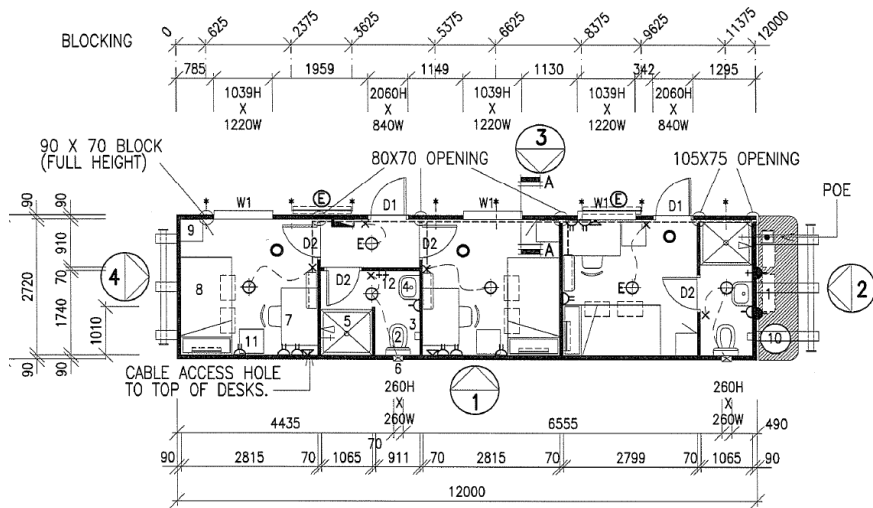 BLOCKING
0 625 2375 3625 5375 6625 8375 9625 11375 12000
785 1959 1149 1130 342 1295
1039H X 1220W
2060H X 840W
1039H X 1220W
1039H X 1220W
2060H X 840W
90 X 70 BLOCK
(FULL HEIGHT)
80X70 OPENING
3
105X75 OPENING
A
POE
W1 E D1 W1 W1 E D1
90 90
9 D2 E D2 A
910
2720 70 4 8 D2 12 4 E D2 1 2
1740 1010
7 5 3
11 2 10
90 90
6
CABLE ACCESS HOLE
TO TOP OF DESKS.
1
260H X 260W
260H X 260W
4435 70 6555 490
90 2815 70 1065 911 70 2815 70 2799 70 1065 90
12000